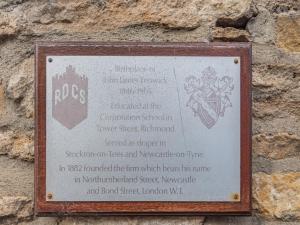 Birthplace of
John James Fenwick
1846-1905
RDCS
Educated at the
Corporation School in
Tower Street, Richmond
Served as draper in
Stockton-on-Tees and Newcastle-on-Tyne
In 1882 founded the firm which bears his name
in Northumberland Street, Newcastle
and Bond Street, London W.1.